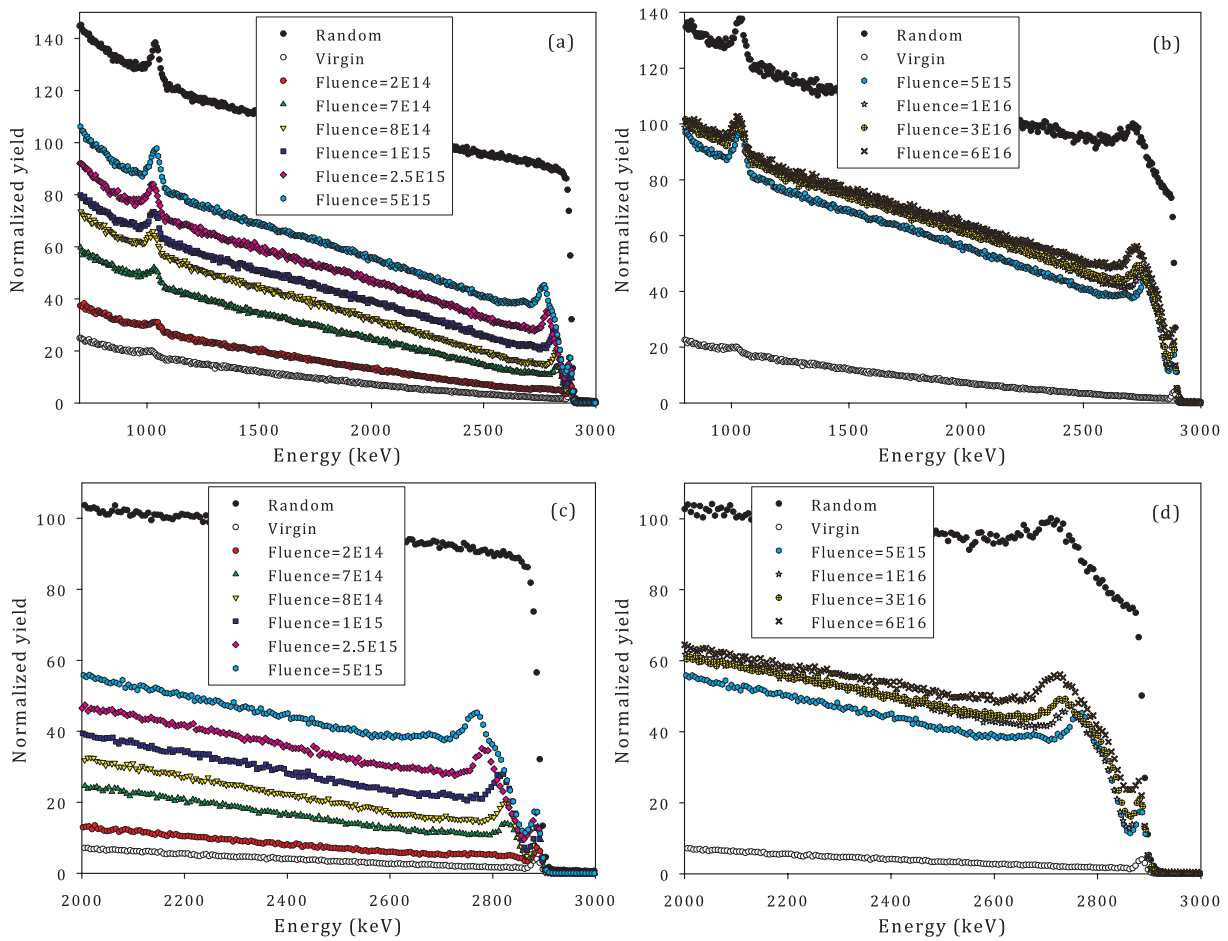 (a)
Normalized yield
140
120
100
80
60
40
20
0
Random
Virgin
Fluence=2E14
Fluence=7E14
Fluence=8E14
Fluence=1E15
Fluence=2.5E15
Fluence=5E15
1000
1500
2000
2500
3000
Energy (keV)
(b)
Normalized yield
140
120
100
80
60
40
20
0
Random
Virgin
Fluence=5E15
Fluence=1E16
Fluence=3E16
Fluence=6E16
1000
1500
2000
2500
3000
Energy (keV)
(c)
Normalized yield
100
80
60
40
20
0
Random
Virgin
Fluence=2E14
Fluence=7E14
Fluence=8E14
Fluence=1E15
Fluence=2.5E15
Fluence=5E15
2000
2200
2400
2600
2800
3000
Energy (keV)
(d)
Normalized yield
100
80
60
40
20
0
Random
Virgin
Fluence=5E15
Fluence=1E16
Fluence=3E16
Fluence=6E16
2000
2200
2400
2600
2800
3000
Energy (keV)